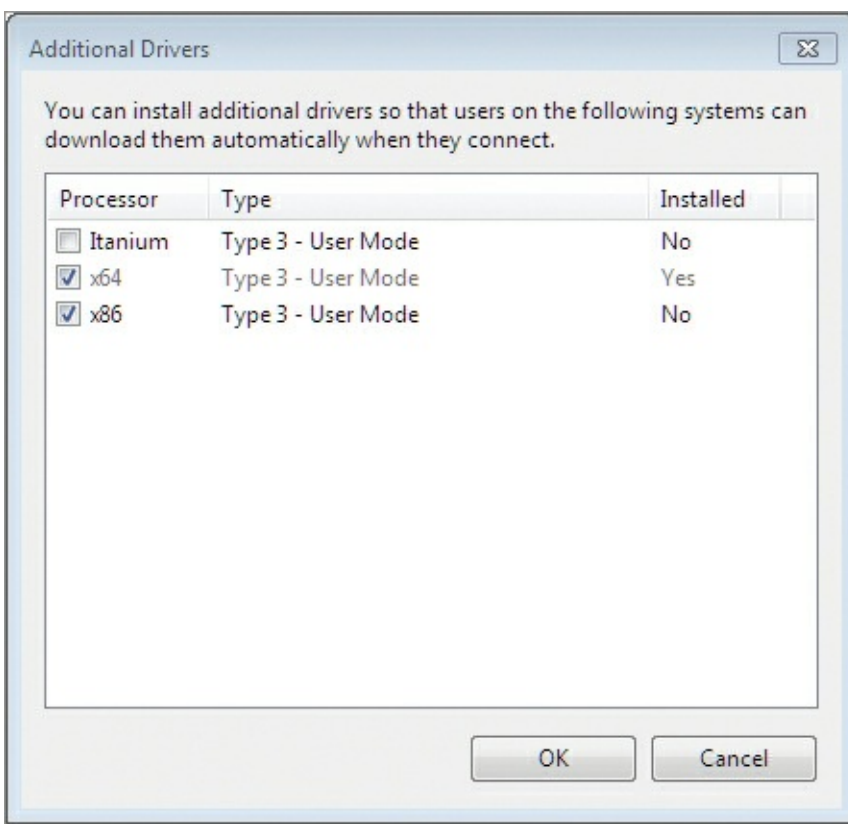 Additional Drivers
You can install additional drivers so that users on the following systems can
download them automatically when they connect.
Processor Type Installed
Itanium Type 3 - User Mode No
x64 Type 3 - User Mode Yes
x86 Type 3 - User Mode No
OK Cancel